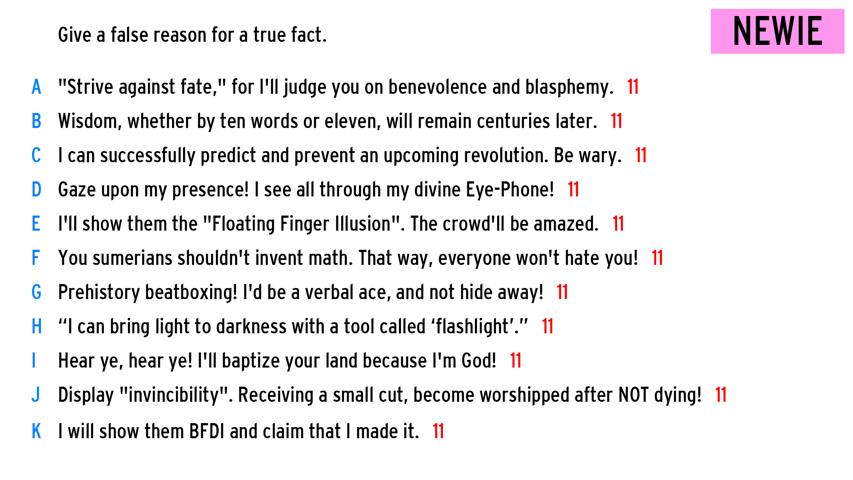 Give a false reason for a true fact.
NEWIE
A "Strive against fate," for I'll judge you on benevolence and blasphemy. 11
B Wisdom, whether by ten words or eleven, will remain centuries later. 11
C I can successfully predict and prevent an upcoming revolution. Be wary. 11
D Gaze upon my presence! I see all through my divine Eye-Phone! 11
E I'll show them the "Floating Finger Illusion". The crowd'll be amazed. 11
F You sumerians shouldn't invent math. That way, everyone won't hate you! 11
G Prehistory beatboxing! I'd be a verbal ace, and not hide away! 11
H “I can bring light to darkness with a tool called ‘flashlight’.” 11
I Hear ye, hear ye! I'll baptize your land because I'm God! 11
J Display "invincibility". Receiving a small cut, become worshipped after NOT dying! 11
K I will show them BFDI and claim that I made it. 11